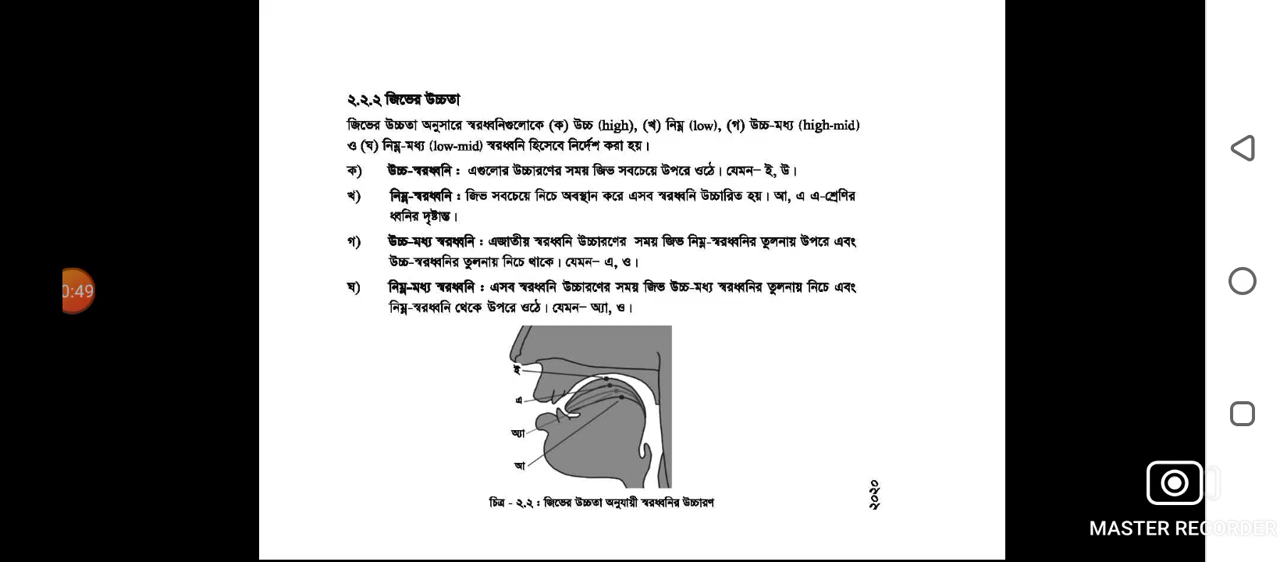 ২.২.২ জিভের উচ্চতা
জিভের উচ্চতা অনুসারে স্বরধ্বনিগুলোকে (ক) উচ্চ (high), (খ) নিম্ন (low), (গ) উচ্চ-মধ্য (high-mid)
ও (ঘ) নিম্ন-মধ্য (low-mid) স্বরধ্বনি হিসেবে নির্দেশ করা হয়।
ক) উচ্চ-স্বরধ্বনি : এগুলোর উচ্চারণের সময় জিভ সবচেয়ে উপরে ওঠে। যেমন– ই, উ।
খ) নিম্ন-স্বরধ্বনি : জিভ সবচেয়ে নিচে অবস্থান করে এসব স্বরধ্বনি উচ্চারিত হয়। আ, এ এ-শ্রেণির
ধ্বনির দৃষ্টান্ত।
গ) উচ্চ-মধ্য স্বরধ্বনি : এজাতীয় স্বরধ্বনি উচ্চারণের সময় জিভ নিম্ন-স্বরধ্বনির তুলনায় উপরে এবং
উচ্চ-স্বরধ্বনির তুলনায় নিচে থাকে। যেমন– এ, ও।
ঘ) নিম্ন-মধ্য স্বরধ্বনি : এসব স্বরধ্বনি উচ্চারণের সময় জিভ উচ্চ-মধ্য স্বরধ্বনির তুলনায় নিচে এবং
নিম্ন-স্বরধ্বনি থেকে উপরে ওঠে। যেমন– অ্যা, ও।
ই
এ
অ্যা
আ
চিত্র - ২.২ : জিভের উচ্চতা অনুযায়ী স্বরধ্বনির উচ্চারণ
২০২০
0:49
MASTER RECORDER